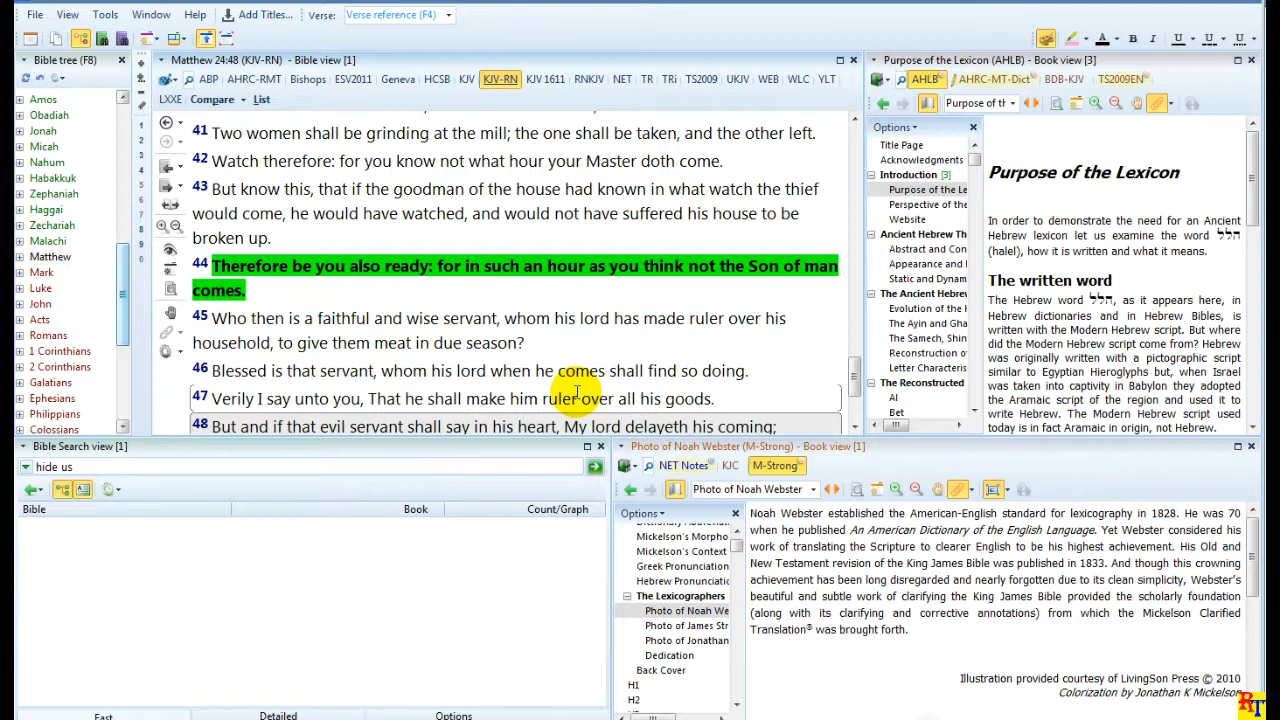 File View Tools Window Help Add Titles... Verse: Verse reference (F4)
Bible tree (F8)
Amos
Obadiah
Jonah
Micah
Nahum
Habakkuk
Zephaniah
Haggai
Zechariah
Malachi
Matthew
Mark
Luke
John
Acts
Romans
1 Corinthians
2 Corinthians
Galatians
Ephesians
Philippians
Colossians
Matthew 24:48 (KJV-RN) - Bible view [1]
ABP AHRC-RMT Bishops ESV2011 Geneva HCSB KJV KJV-RN KJV 1611 RNKJV NET TR TRi TS2009 UKJV WEB WLC YLT
LXXE Compare List
1
2
3
4
5
6
7
8
9
0
41 Two women shall be grinding at the mill; the one shall be taken, and the other left.
42 Watch therefore: for you know not what hour your Master doth come.
43 But know this, that if the goodman of the house had known in what watch the thief
would come, he would have watched, and would not have suffered his house to be
broken up.
44 Therefore be you also ready: for in such an hour as you think not the Son of man
comes.
45 Who then is a faithful and wise servant, whom his lord has made ruler over his
household, to give them meat in due season?
46 Blessed is that servant, whom his lord when he comes shall find so doing.
47 Verily I say unto you, That he shall make him ruler over all his goods.
48 But and if that evil servant shall say in his heart, My lord delayeth his coming;
Purpose of the Lexicon (AHLB) - Book view [3]
AHLB AHRC-MT-Dict BDB-KJV TS2009EN
Purpose of th
Options
Title Page
Acknowledgments
Introduction [3]
Purpose of the Le
Perspective of the
Website
Ancient Hebrew Th
Abstract and Con
Appearance and
Static and Dynam
The Ancient Hebrew
Evolution of the
The Ayin and Gha
The Samech, Shin
Reconstruction of
Letter Characteris
The Reconstructed
Al
Bet
Purpose of the Lexicon
In order to demonstrate the need for an Ancient
Hebrew lexicon let us examine the word הלל
(halel), how it is written and what it means.
The written word
The Hebrew word הלל, as it appears here, in
Hebrew dictionaries and in Hebrew Bibles, is
written with the Modern Hebrew script. But where
did the Modern Hebrew script come from? Hebrew
was originally written with a pictographic script
similar to Egyptian Hieroglyphs but, when Israel
was taken into captivity in Babylon they adopted
the Aramaic script of the region and used it to
write Hebrew. The Modern Hebrew script used
today is in fact Aramaic in origin, not Hebrew.
Bible Search view [1]
hide us
Bible Book Count/Graph
Fast Detailed Options
Photo of Noah Webster (M-Strong) - Book view [1]
NET Notes KJC M-Strong
Photo of Noah Webster
Options
Mickelson's Morpho
Mickelson's Context
Greek Pronunciation
Hebrew Pronunciati
The Lexicographers
Photo of Noah We
Photo of James Str
Photo of Jonathan
Dedication
Back Cover
H1
H2
Noah Webster established the American-English standard for lexicography in 1828. He was 70
when he published An American Dictionary of the English Language. Yet Webster considered his
work of translating the Scripture to clearer English to be his highest achievement. His Old and
New Testament revision of the King James Bible was published in 1833. And though this crowning
achievement has been long disregarded and nearly forgotten due to its clean simplicity, Webster's
beautiful and subtle work of clarifying the King James Bible provided the scholarly foundation
(along with its clarifying and corrective annotations) from which the Mickelson Clarified
Translation® was brought forth.
Illustration provided courtesy of LivingSon Press © 2010
Colorization by Jonathan K Mickelson
RT